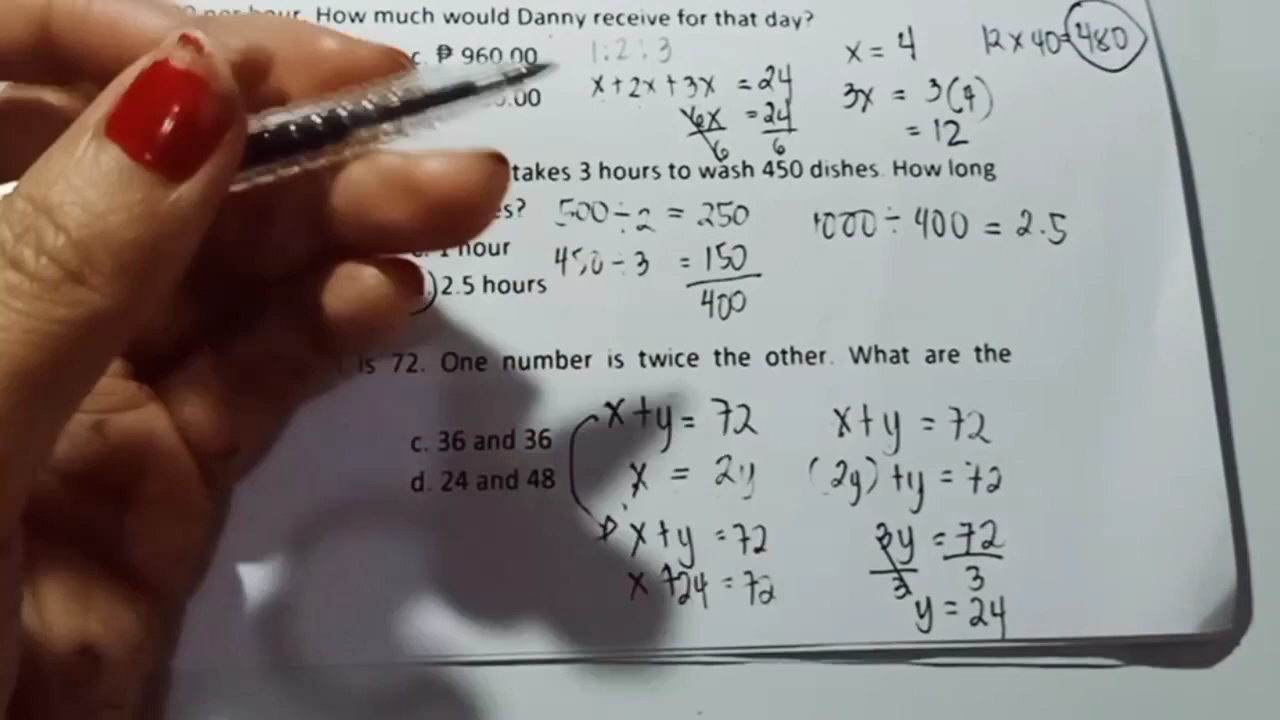 per hour. How much would Danny receive for that day?
c. ₱ 960.00
.00
1:2:3
x+2x+3x = 24
6x = 24
6 6
x = 4
3x = 3(4)
= 12
12 x 40 = 480
takes 3 hours to wash 450 dishes. How long
s?
1 hour
2.5 hours
500 ÷ 2 = 250
450 ÷ 3 = 150
400
1000 ÷ 400 = 2.5
is 72. One number is twice the other. What are the
c. 36 and 36
d. 24 and 48
x+y = 72
x = 2y
x+y = 72
x+24 = 72
x+y = 72
(2y)+y = 72
3y = 72
3 3
y = 24